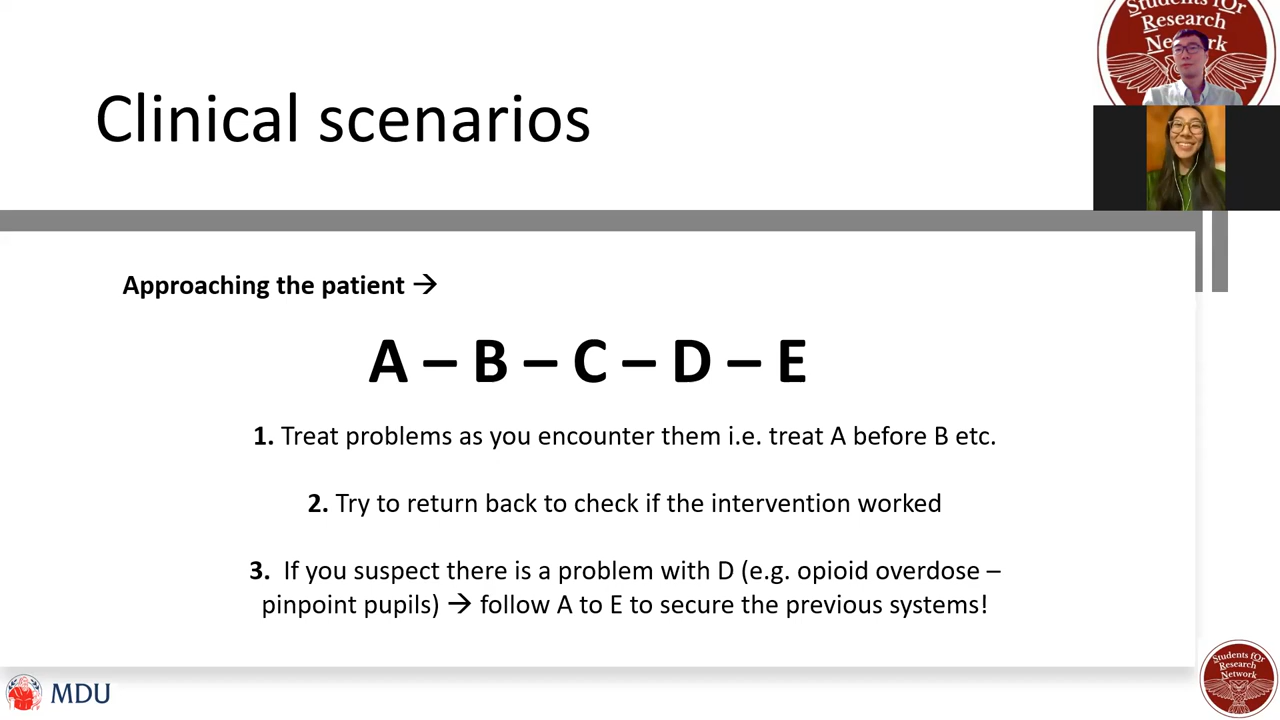 Clinical scenarios
Students fOr
Research
Approaching the patient →
A – B – C – D – E
1. Treat problems as you encounter them i.e. treat A before B etc.
2. Try to return back to check if the intervention worked
3. If you suspect there is a problem with D (e.g. opioid overdose –
pinpoint pupils) → follow A to E to secure the previous systems!
MDU
Students fOr
Research
Network